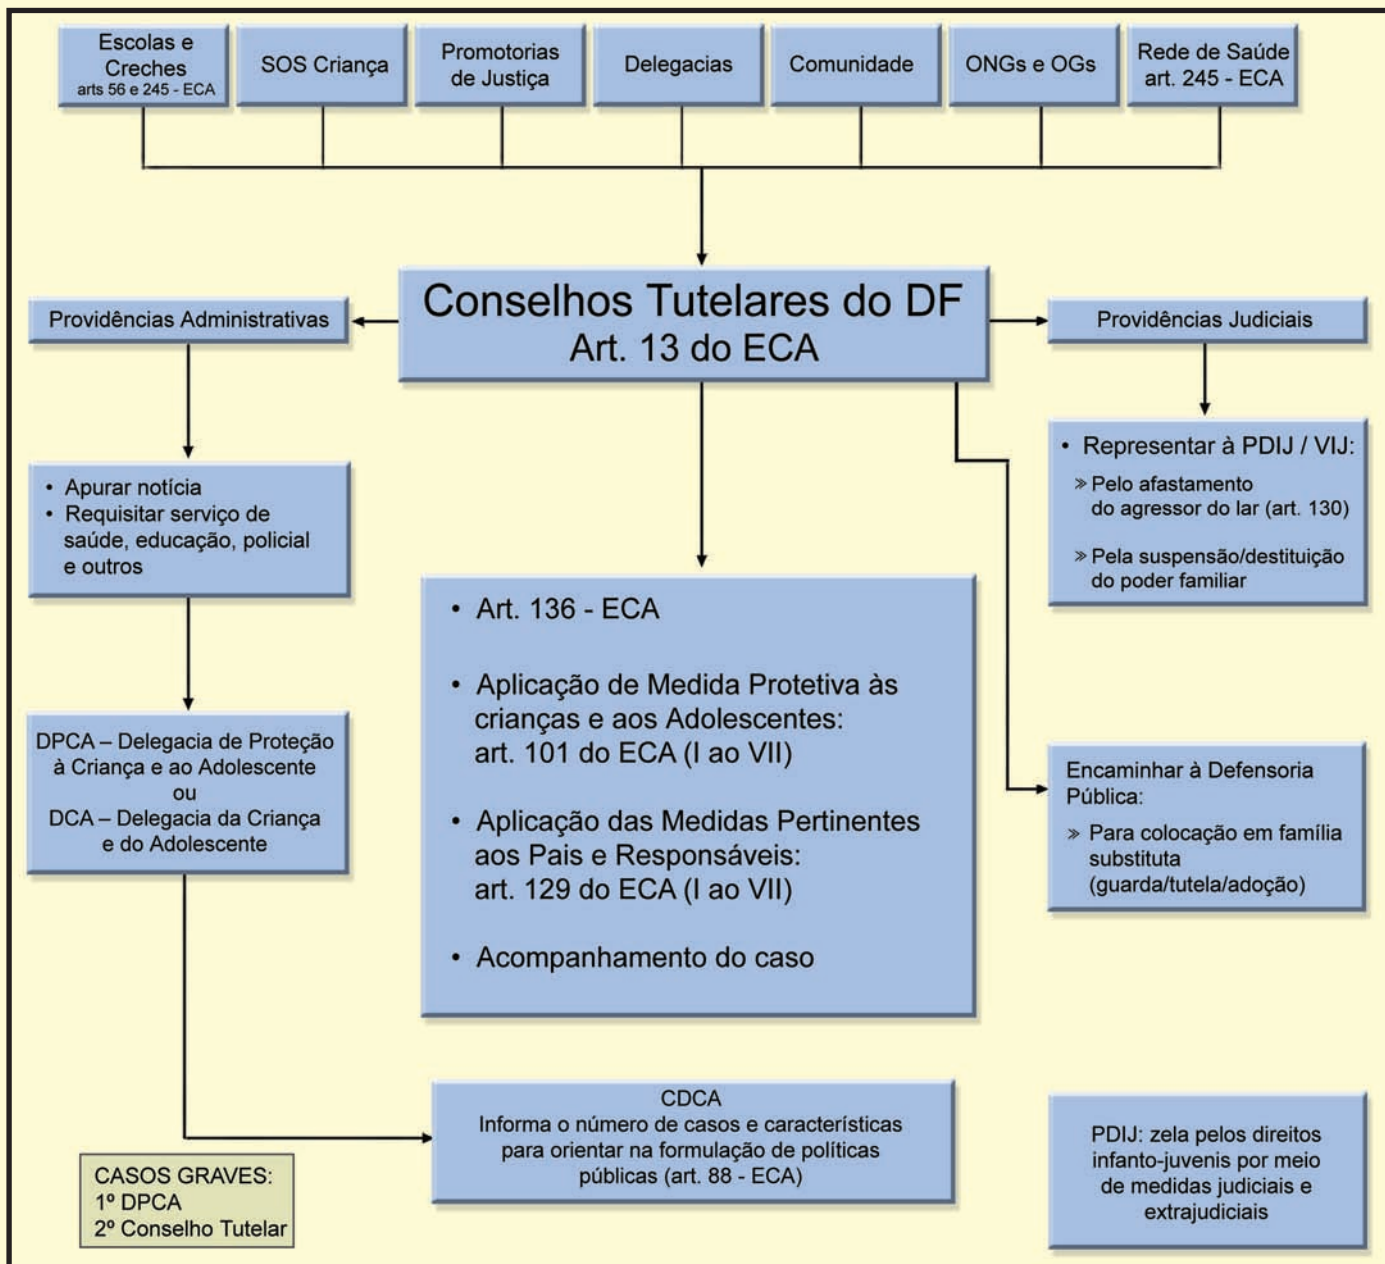 Escolas e
Creches
arts 56 e 245 - ECA
SOS Criança
Promotorias
de Justiça
Delegacias
Comunidade
ONGs e OGs
Rede de Saúde
art. 245 - ECA
Conselhos Tutelares do DF
Art. 13 do ECA
Providências Administrativas
Providências Judiciais
• Apurar notícia
• Requisitar serviço de
saúde, educação, policial
e outros
• Representar à PDIJ / VIJ:
» Pelo afastamento
do agressor do lar (art. 130)
» Pela suspensão/destituição
do poder familiar
• Art. 136 - ECA
• Aplicação de Medida Protetiva às
crianças e aos Adolescentes:
art. 101 do ECA (I ao VII)
• Aplicação das Medidas Pertinentes
aos Pais e Responsáveis:
art. 129 do ECA (I ao VII)
• Acompanhamento do caso
DPCA – Delegacia de Proteção
à Criança e ao Adolescente
ou
DCA – Delegacia da Criança
e do Adolescente
Encaminhar à Defensoria
Pública:
» Para colocação em família
substituta
(guarda/tutela/adoção)
CDCA
Informa o número de casos e características
para orientar na formulação de políticas
públicas (art. 88 - ECA)
PDIJ: zela pelos direitos
infanto-juvenis por meio
de medidas judiciais e
extrajudiciais
CASOS GRAVES:
1º DPCA
2º Conselho Tutelar